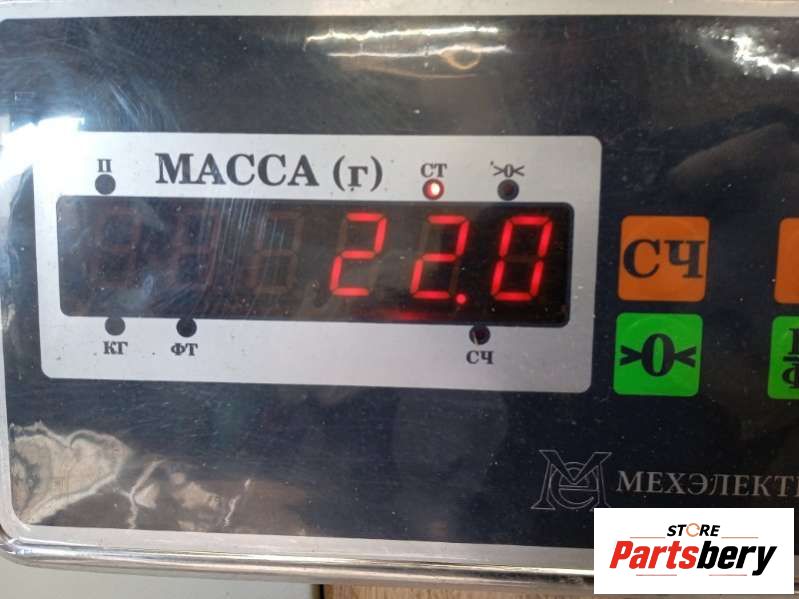 П
МАССА (г)
СТ
>0<
22.0
КГ
ФТ
СЧ
СЧ
>0<
МЕХЭЛЕКТ
STORE
Partsbery